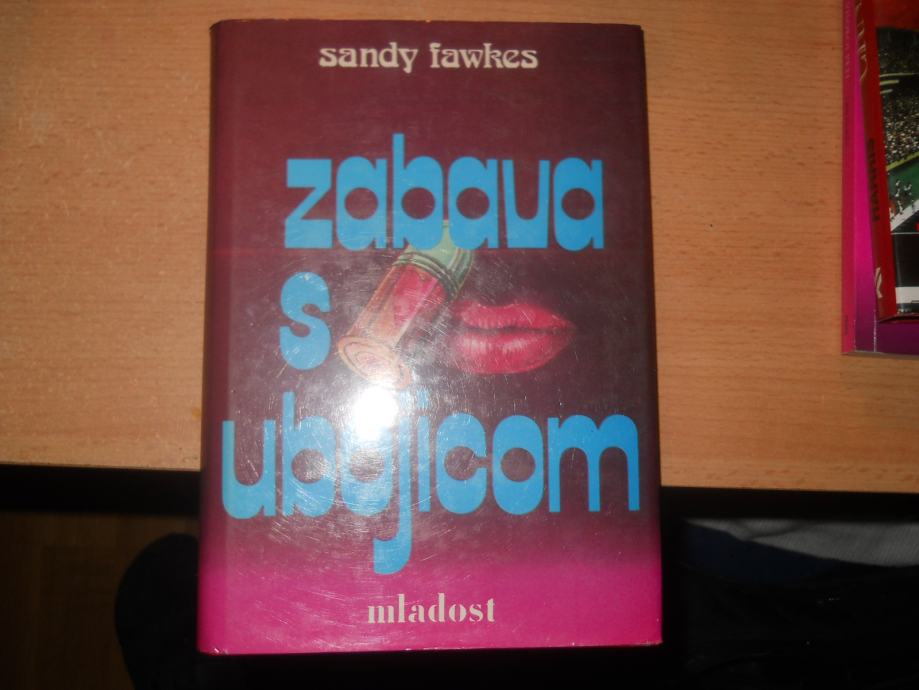 sandy fawkes
zabava
s
ubojicom
mladost